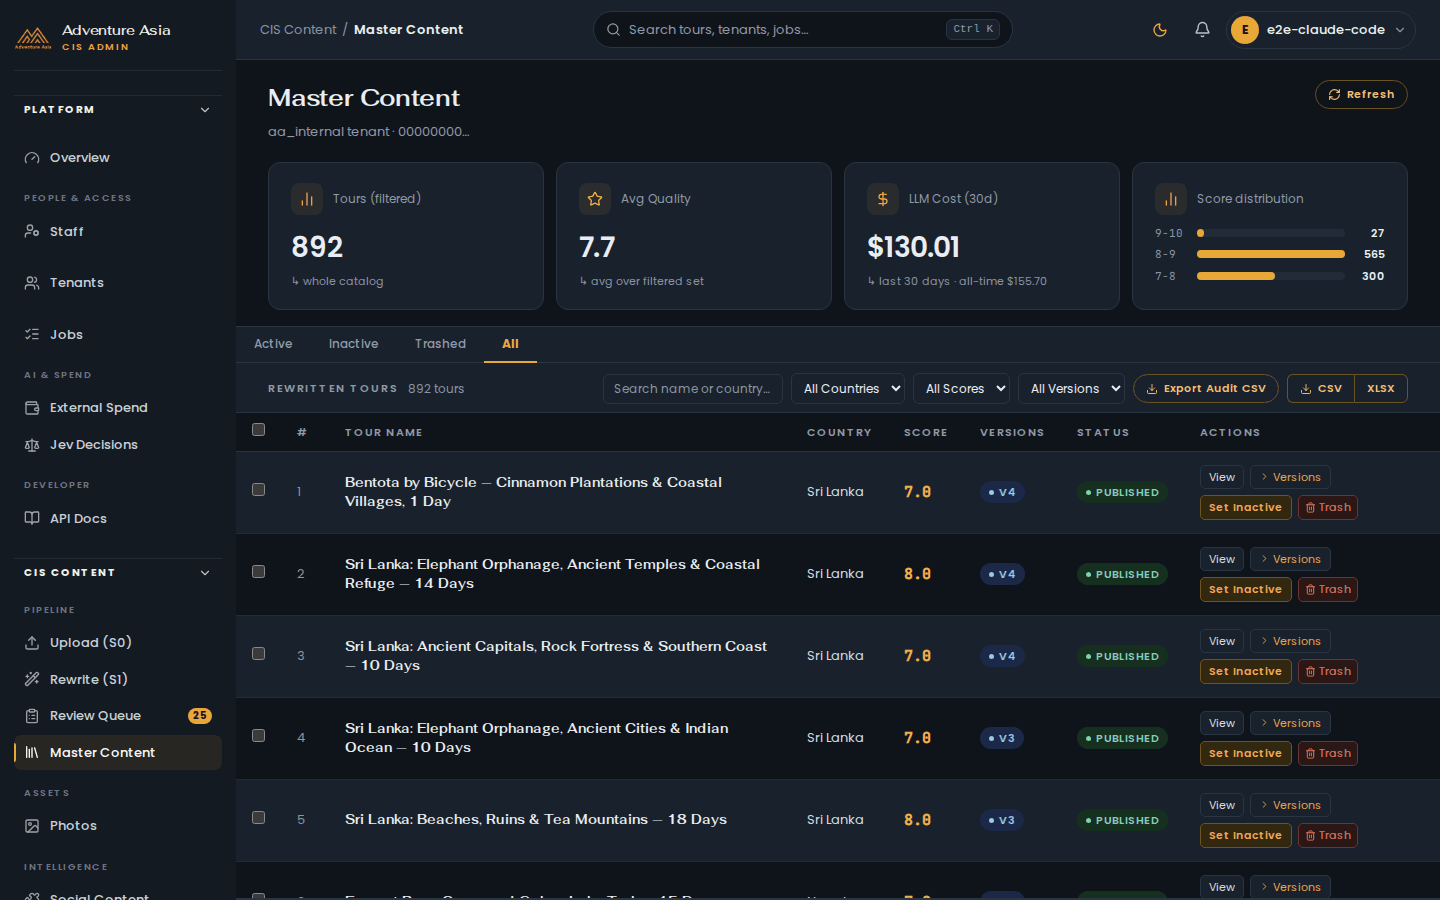 Adventure Asia
CIS ADMIN
Adventure Asia
CIS Content / Master Content
Search tours, tenants, jobs...
Ctrl K
E
e2e-claude-code
PLATFORM
Overview
PEOPLE & ACCESS
Staff
Tenants
Jobs
AI & SPEND
External Spend
Jev Decisions
DEVELOPER
API Docs
CIS CONTENT
PIPELINE
Upload (S0)
Rewrite (S1)
Review Queue 25
Master Content
ASSETS
Photos
INTELLIGENCE
Social Content
Master Content
Refresh
aa_internal tenant · 00000000…
Tours (filtered)
892
↳ whole catalog
Avg Quality
7.7
↳ avg over filtered set
LLM Cost (30d)
$130.01
↳ last 30 days · all-time $155.70
Score distribution
9-10 27
8-9 565
7-8 300
Active Inactive Trashed All
REWRITTEN TOURS 892 tours
Search name or country...
All Countries
All Scores
All Versions
Export Audit CSV
CSV
XLSX
# TOUR NAME COUNTRY SCORE VERSIONS STATUS ACTIONS
1 Bentota by Bicycle — Cinnamon Plantations & Coastal
Villages, 1 Day
Sri Lanka 7.0 V4 PUBLISHED
View Versions
Set Inactive Trash
2 Sri Lanka: Elephant Orphanage, Ancient Temples & Coastal
Refuge — 14 Days
Sri Lanka 8.0 V4 PUBLISHED
View Versions
Set Inactive Trash
3 Sri Lanka: Ancient Capitals, Rock Fortress & Southern Coast
— 10 Days
Sri Lanka 7.0 V4 PUBLISHED
View Versions
Set Inactive Trash
4 Sri Lanka: Elephant Orphanage, Ancient Cities & Indian
Ocean — 10 Days
Sri Lanka 7.0 V3 PUBLISHED
View Versions
Set Inactive Trash
5 Sri Lanka: Beaches, Ruins & Tea Mountains — 18 Days
Sri Lanka 8.0 V3 PUBLISHED
View Versions
Set Inactive Trash
View Versions